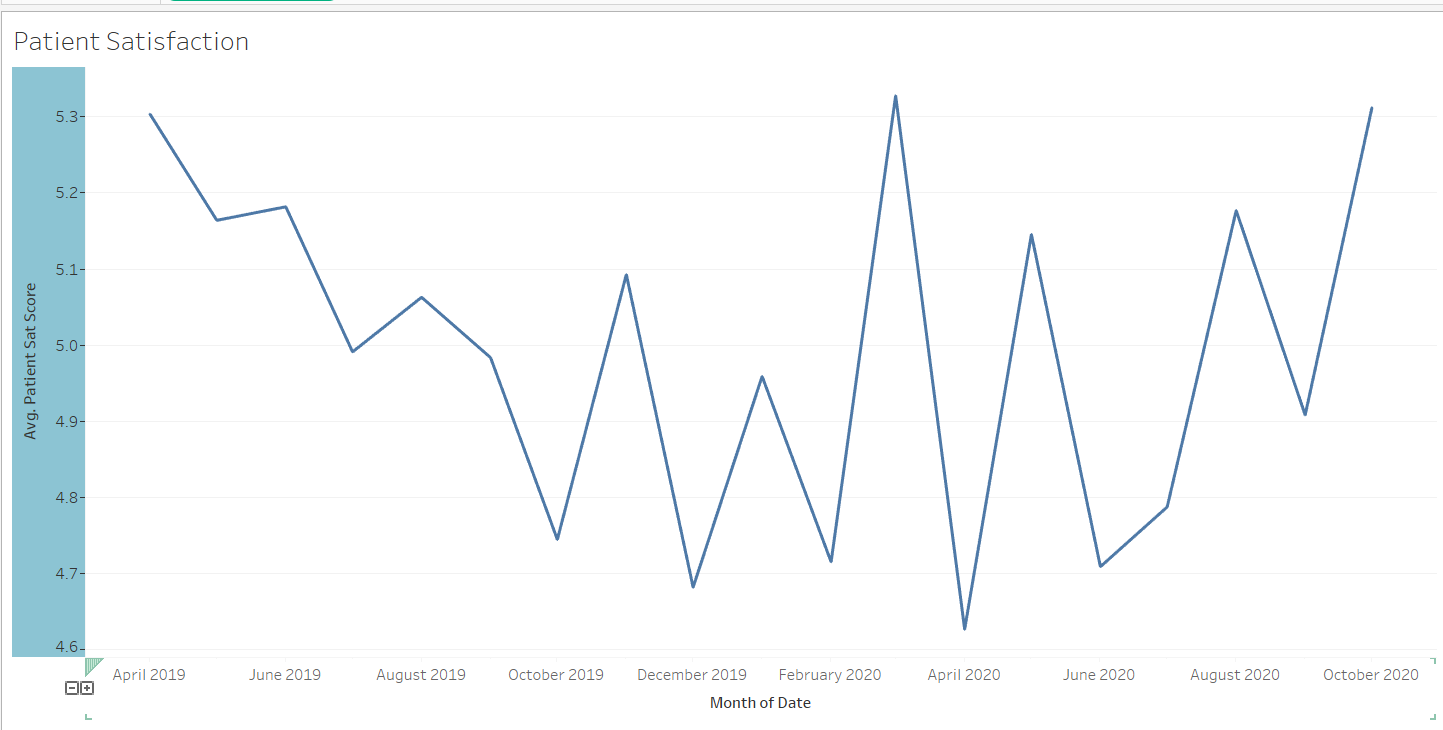 Patient Satisfaction
5.3
5.2
5.1
5.0
4.9
4.8
4.7
4.6
Avg. Patient Sat Score
April 2019 June 2019 August 2019 October 2019 December 2019 February 2020 April 2020 June 2020 August 2020 October 2020
Month of Date